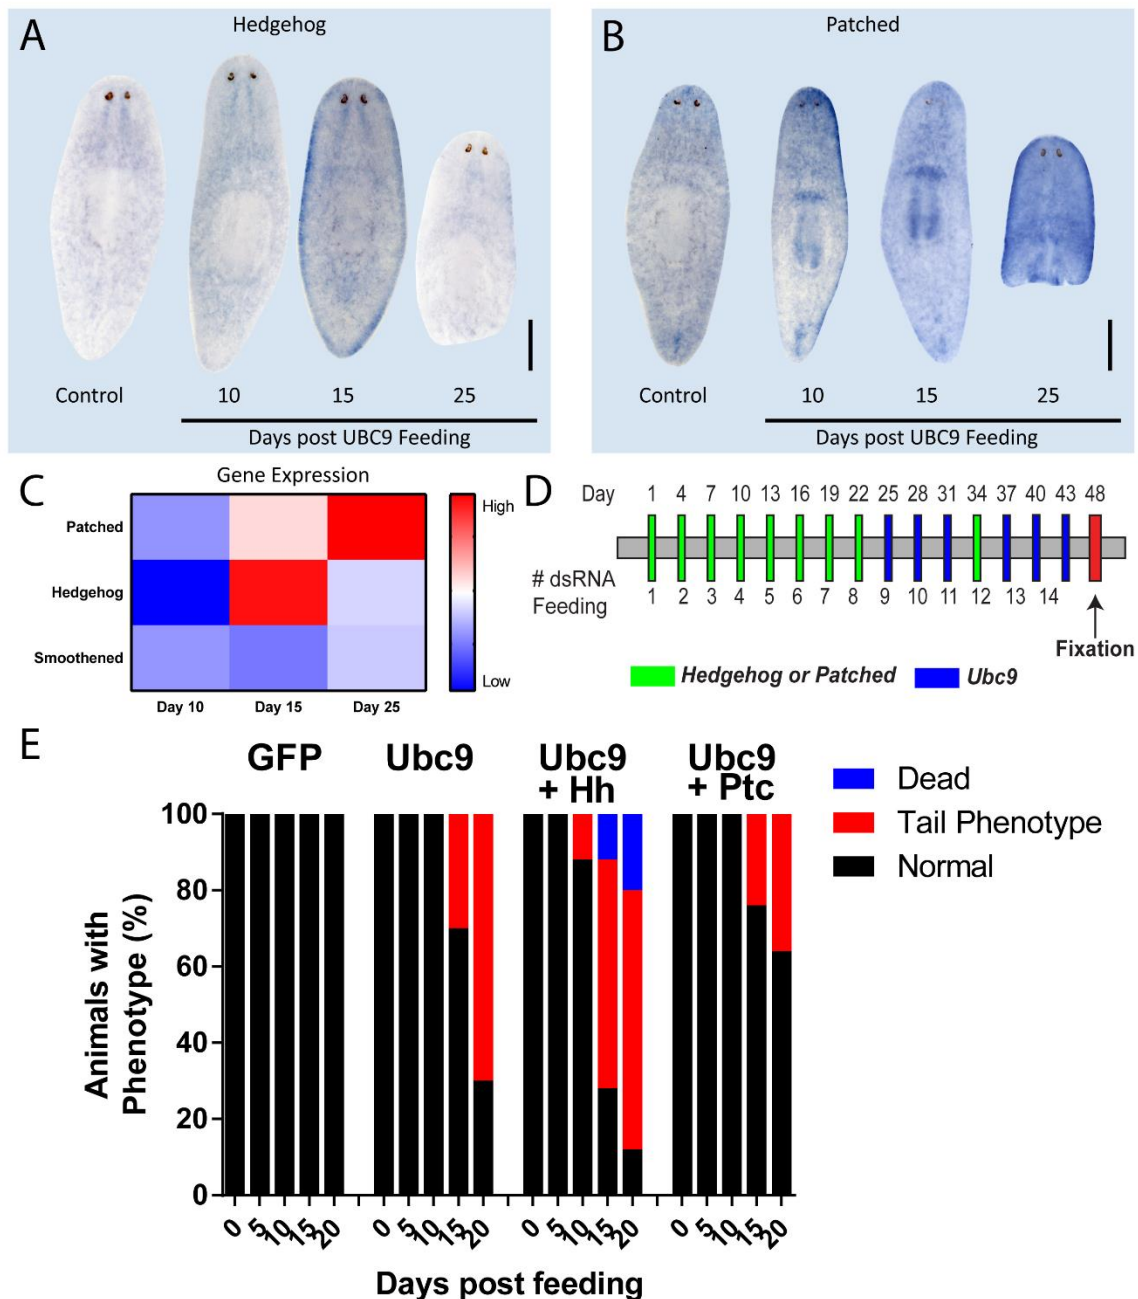 A
Hedgehog
Control
10
15
25
Days post UBC9 Feeding
B
Patched
Control
10
15
25
Days post UBC9 Feeding
C
Gene Expression
Patched
Hedgehog
Smoothened
Day 10
Day 15
Day 25
High
Low
D
Day 1 4 7 10 13 16 19 22 25 28 31 34 37 40 43 48
# dsRNA
Feeding
1 2 3 4 5 6 7 8 9 10 11 12 13 14
Fixation
Hedgehog or Patched
Ubc9
E
GFP
Ubc9
Ubc9
+ Hh
Ubc9
+ Ptc
Dead
Tail Phenotype
Normal
Animals with
Phenotype (%)
100
80
60
40
20
0
0 5 10 15 20 0 5 10 15 20 0 5 10 15 20 0 5 10 15 20
Days post feeding